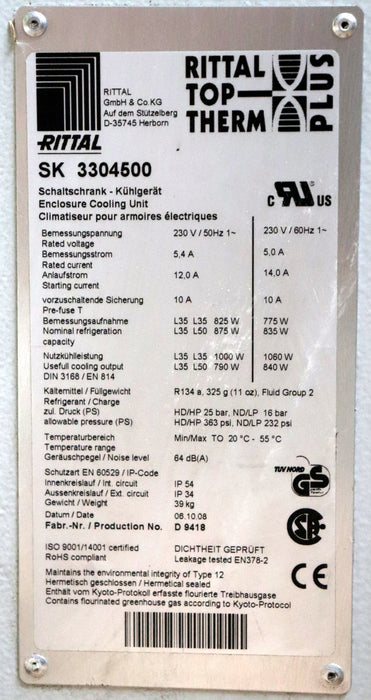 RITTAL
GmbH & Co.KG
Auf dem Stützelberg
D-35745 Herborn
RITTAL
TOP
THERM
PLUS
RITTAL
SK 3304500
Schaltschrank - Kühlgerät
Enclosure Cooling Unit
Climatiseur pour armoires électriques
C RU US
Bemessungsspannung 230 V / 50Hz 1~ 230 V / 60Hz 1~
Rated voltage
Bemessungsstrom 5,4 A 5,0 A
Rated current
Anlaufstrom 12,0 A 14,0 A
Starting current
vorzuschaltende Sicherung 10 A 10 A
Pre-fuse T
Bemessungsaufnahme L35 L35 825 W 775 W
Nominal refrigeration L35 L50 875 W 835 W
capacity
Nutzkühlleistung L35 L35 1000 W 1060 W
Usefull cooling output L35 L50 790 W 840 W
DIN 3168 / EN 814
Kältemittel / Füllgewicht R134 a, 325 g (11 oz), Fluid Group 2
Refrigerant / Charge
zul. Druck (PS) HD/HP 25 bar, ND/LP 16 bar
allowable pressure (PS) HD/HP 363 psi, ND/LP 232 psi
Temperaturbereich Min/Max TO 20°C - 55°C
Temperature range
Geräuschpegel / Noise level 64 dB(A)
Schutzart EN 60529 / IP-Code
Innenkreislauf / Int. circuit IP 54
Aussenkreislauf / Ext. circuit IP 34
Gewicht / Weight 39 kg
Datum / Date 06.10.08
Fabr.-Nr. / Production No. D 9418
TUV NORD
GS
SA
ISO 9001/14001 certified DICHTHEIT GEPRÜFT
RoHS compliant Leakage tested EN378-2
CE
Maintains the environmental integrity of Type 12
Hermetisch geschlossen / Hermetical sealed
Enthält vom Kyoto-Protokoll erfasste flourierte Treibhausgase
Contains flourinated greenhouse gas according to Kyoto-Protocol